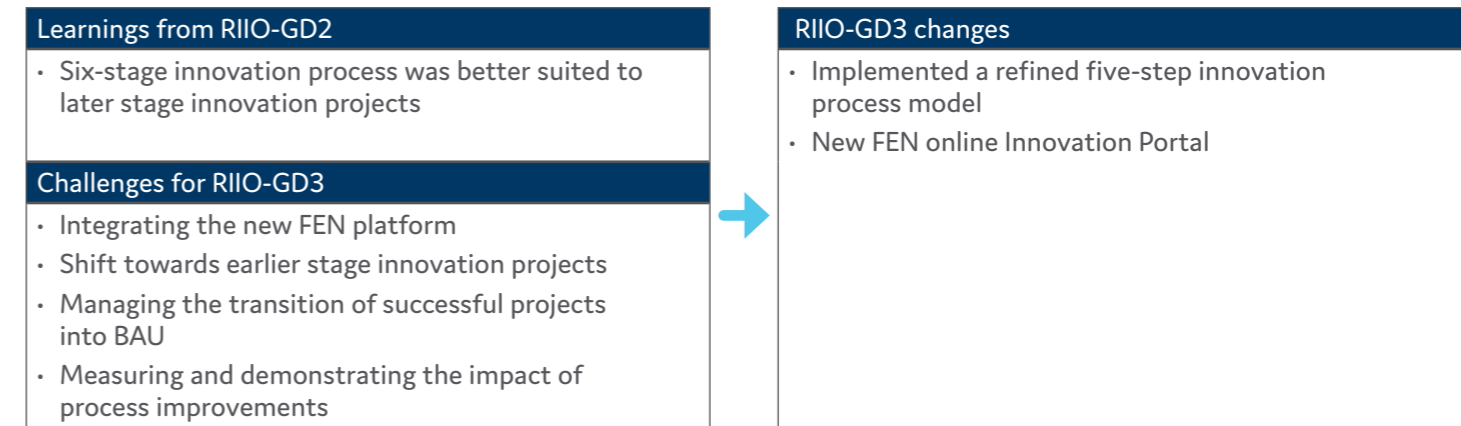 Learnings from RIIO-GD2
• Six-stage innovation process was better suited to
later stage innovation projects
Challenges for RIIO-GD3
• Integrating the new FEN platform
• Shift towards earlier stage innovation projects
• Managing the transition of successful projects
into BAU
• Measuring and demonstrating the impact of
process improvements
RIIO-GD3 changes
• Implemented a refined five-step innovation
process model
• New FEN online Innovation Portal